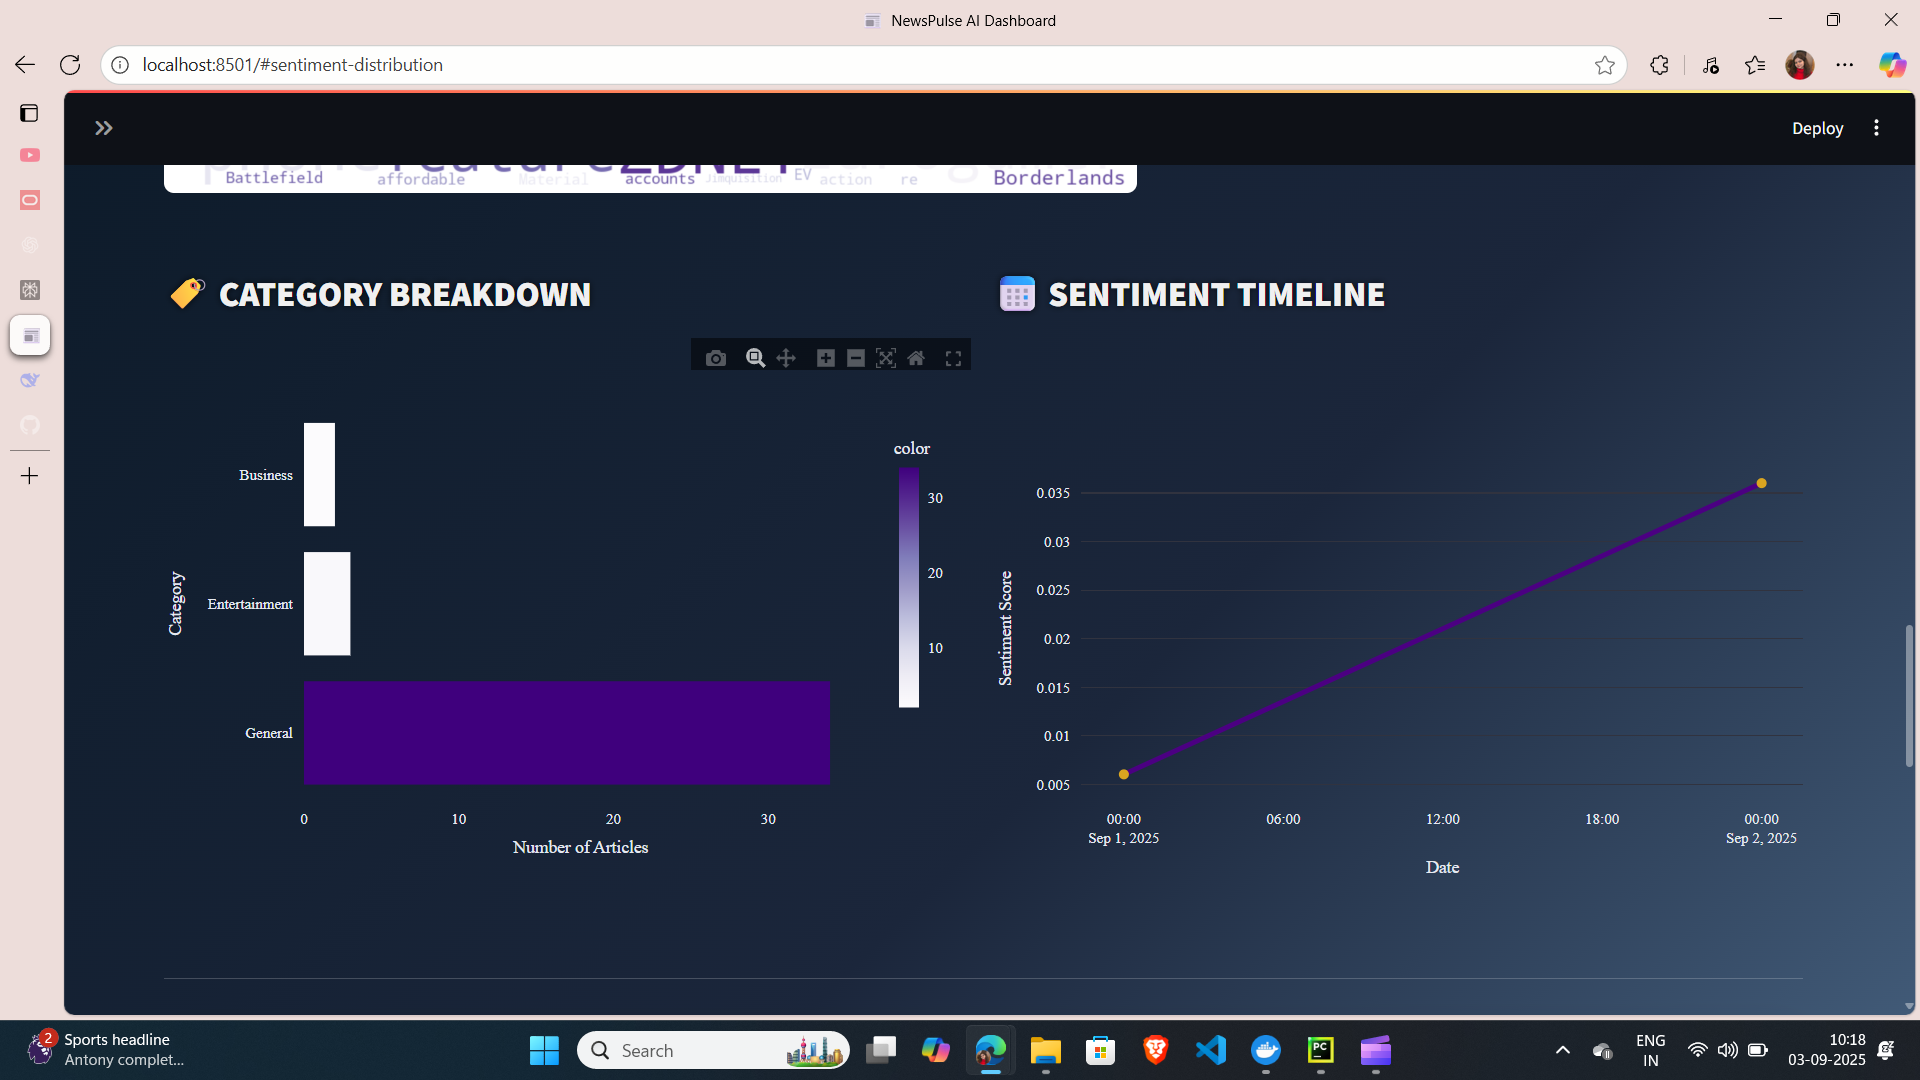 NewsPulse AI Dashboard
localhost:8501/#sentiment-distribution
Deploy
Battlefield affordable Material accounts Jimquisition EV action re Borderlands
CATEGORY BREAKDOWN
color
30
20
10
Business
Entertainment
General
Category
0 10 20 30
Number of Articles
SENTIMENT TIMELINE
0.035
0.03
0.025
0.02
0.015
0.01
0.005
Sentiment Score
00:00 06:00 12:00 18:00 00:00
Sep 1, 2025 Sep 2, 2025
Date
2
Sports headline
Antony complet...
Search
PC
ENG
IN
10:18
03-09-2025